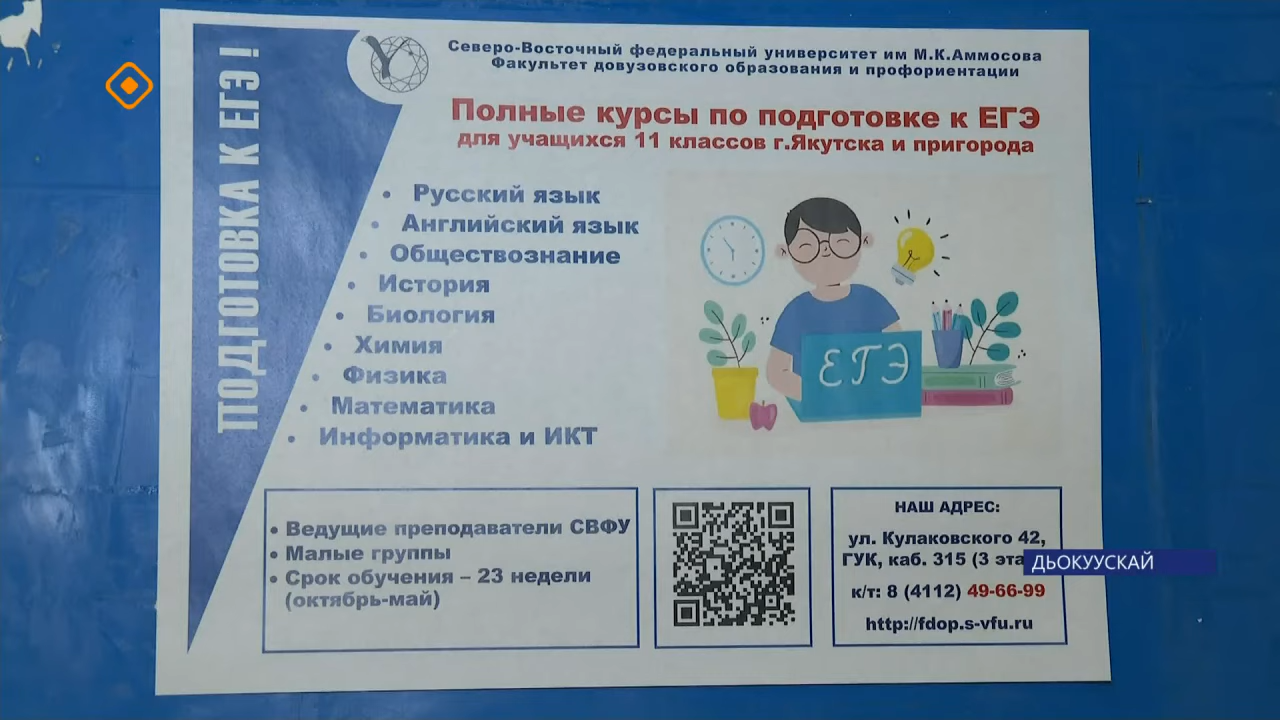 ПОДГОТОВКА К ЕГЭ !
Северо-Восточный федеральный университет им М.К.Аммосова
Факультет довузовского образования и профориентации
Полные курсы по подготовке к ЕГЭ
для учащихся 11 классов г.Якутска и пригорода
• Русский язык
• Английский язык
• Обществознание
• История
• Биология
• Химия
• Физика
• Математика
• Информатика и ИКТ
ЕГЭ
• Ведущие преподаватели СВФУ
• Малые группы
• Срок обучения – 23 недели
(октябрь-май)
НАШ АДРЕС:
ул. Кулаковского 42,
ГУК, каб. 315 (3
ДЬОКУУСКАЙ
к/т: 8 (4112) 49-66-99
http://fdop.s-vfu.ru